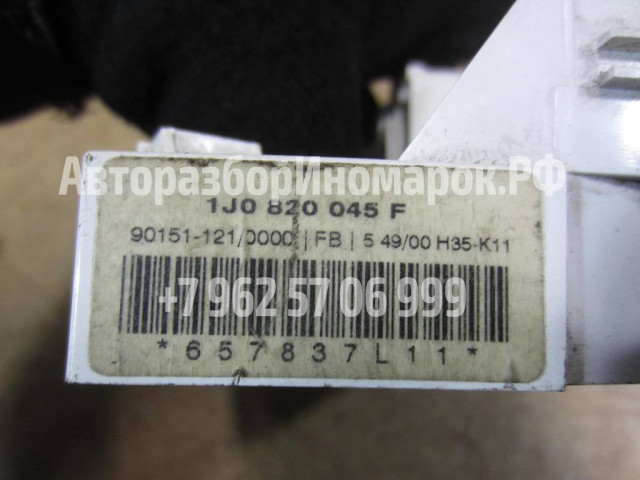 АвторазборИномарок.РФ
1J0 820 045 F
90151-121/0000 | FB | 5 49/00 H35-K11
+7 962 57 06 999
*657837L11*